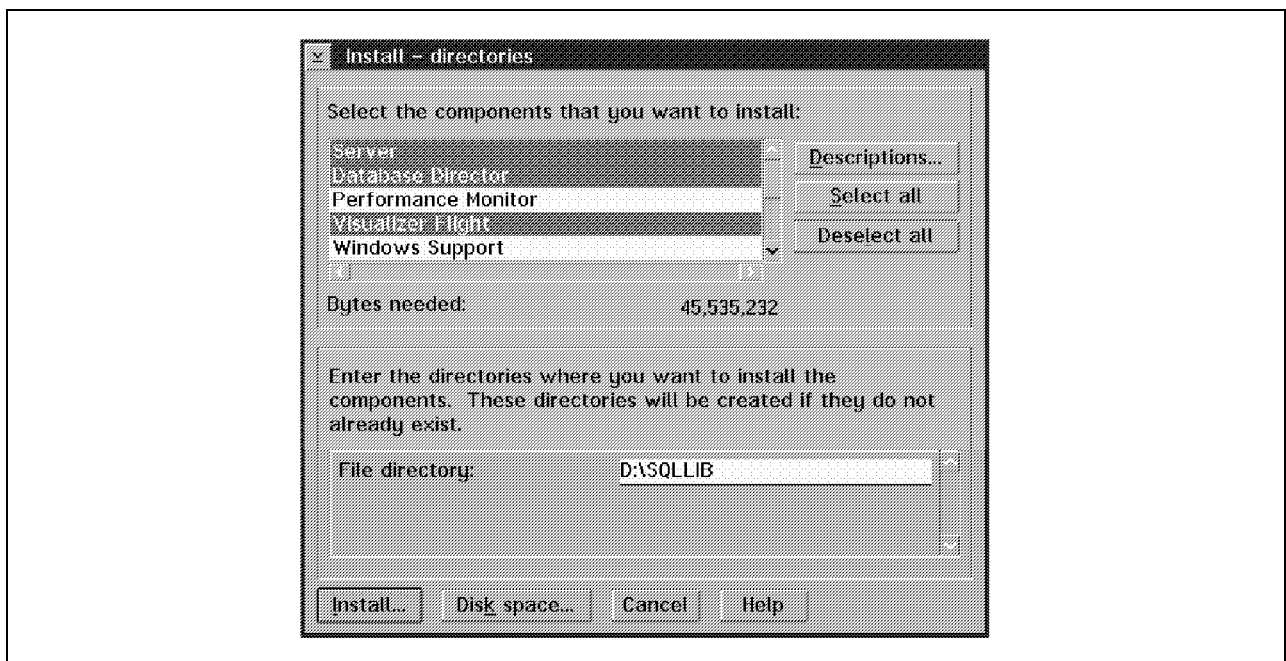 Install - directories
Select the components that you want to install:
Server
Database Director
Performance Monitor
Visualizer Flight
Windows Support
Descriptions...
Select all
Deselect all
Bytes needed: 45,535,232
Enter the directories where you want to install the
components. These directories will be created if they do not
already exist.
File directory: D:\SQLLIB
Install... Disk space... Cancel Help